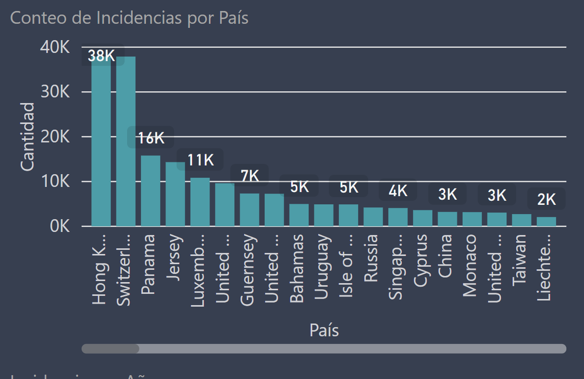 Conteo de Incidencias por País
40K
30K
20K
10K
0K
Cantidad
38K
16K
11K
7K
5K
5K
4K
3K
3K
2K
Hong K...
Switzerl...
Panama
Jersey
Luxemb...
United ...
Guernsey
United ...
Bahamas
Uruguay
Isle of ...
Russia
Singap...
Cyprus
China
Monaco
United ...
Taiwan
Liechte...
País